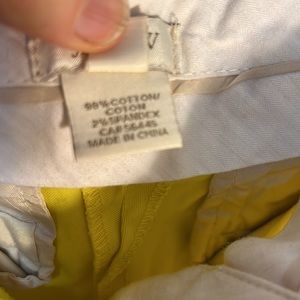 98% COTTON/
COTON
2% SPANDEX
CA# 56445
MADE IN CHINA